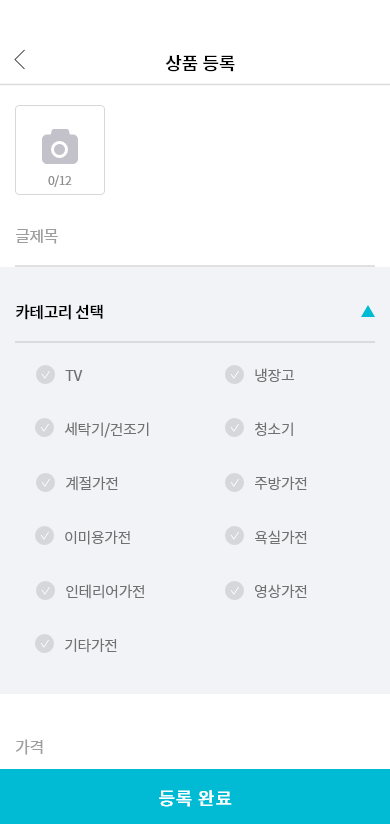 상품 등록
0/12
글제목
카테고리 선택
TV 냉장고
세탁기/건조기 청소기
계절가전 주방가전
이미용가전 욕실가전
인테리어가전 영상가전
기타가전
가격
등록 완료